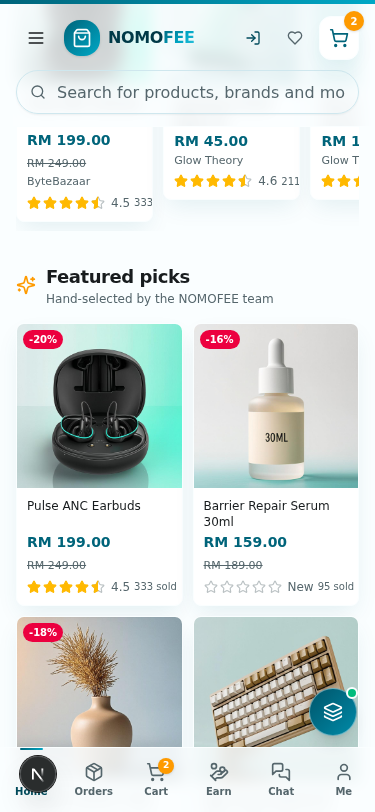 NOMOFEE
2
Search for products, brands and mo
RM 199.00
RM 249.00
ByteBazaar
4.5 333
RM 45.00
Glow Theory
4.6 211
RM 1
Glow T
Featured picks
Hand-selected by the NOMOFEE team
-20%
Pulse ANC Earbuds
RM 199.00
RM 249.00
4.5 333 sold
-16%
30ML
Barrier Repair Serum
30ml
RM 159.00
RM 189.00
New 95 sold
-18%
N
2
Home
Orders
Cart
Earn
Chat
Me